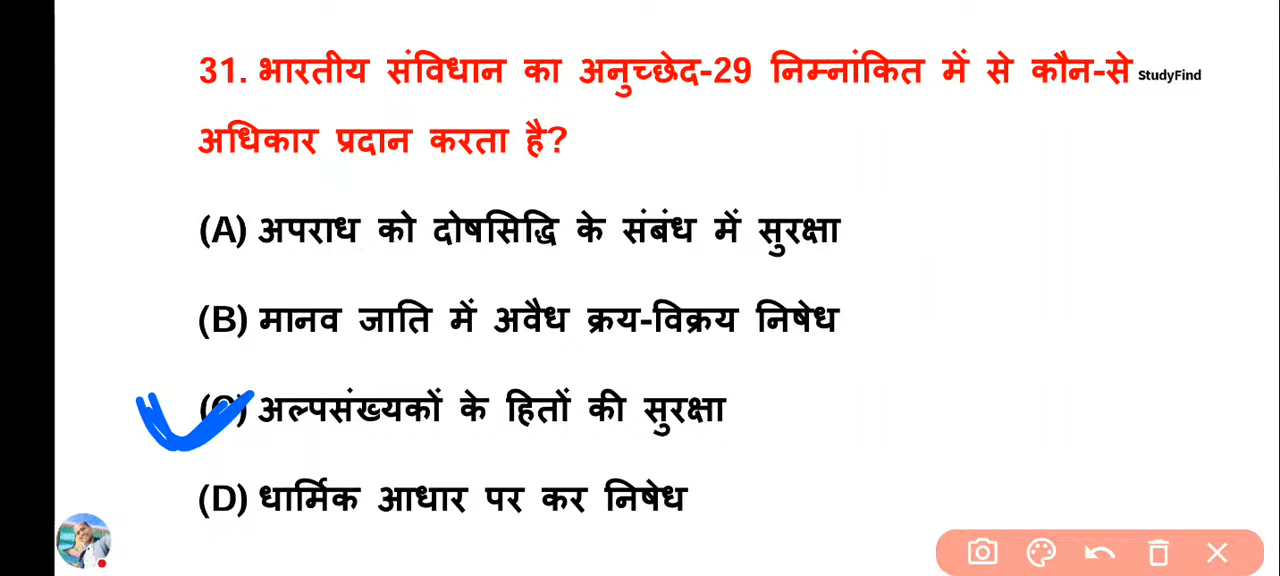 31. भारतीय संविधान का अनुच्छेद-29 निम्नांकित में से कौन-से StudyFind
अधिकार प्रदान करता है?
(A) अपराध को दोषसिद्धि के संबंध में सुरक्षा
(B) मानव जाति में अवैध क्रय-विक्रय निषेध
(C) अल्पसंख्यकों के हितों की सुरक्षा
(D) धार्मिक आधार पर कर निषेध